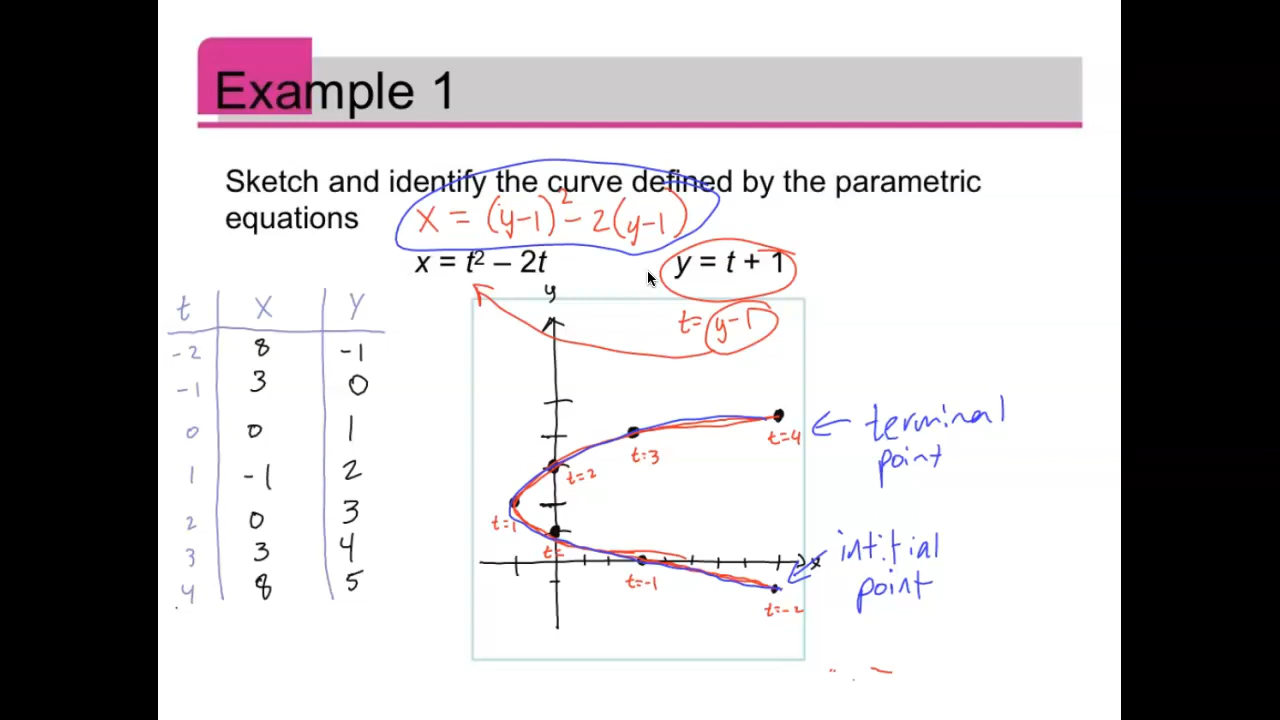 Example 1
Sketch and identify the curve defined by the parametric
equations
x = (y-1)² - 2(y-1)
x = t² – 2t
y = t + 1
t = y-1
t x y
-2 8 -1
-1 3 0
0 0 1
1 -1 2
2 0 3
3 3 4
4 8 5
y
x
t=4
← terminal
point
t=3
t=2
t=1
t=
t=-1
t=-2
intitial
point